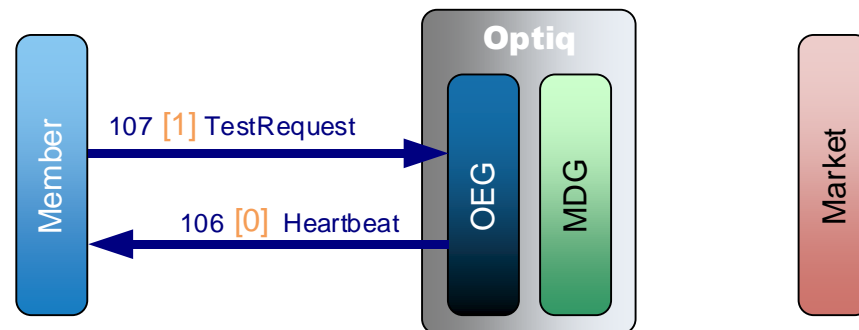 Optiq
Member
107 [1] TestRequest
106 [0] Heartbeat
OEG
MDG
Market